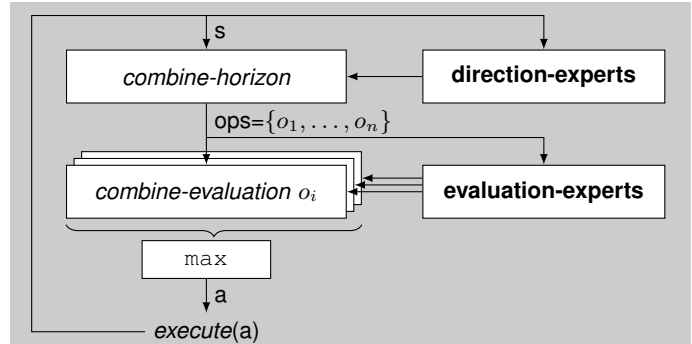 s
combine-horizon
direction-experts
ops={o₁, . . . , oₙ}
combine-evaluation oᵢ
evaluation-experts
max
a
execute(a)